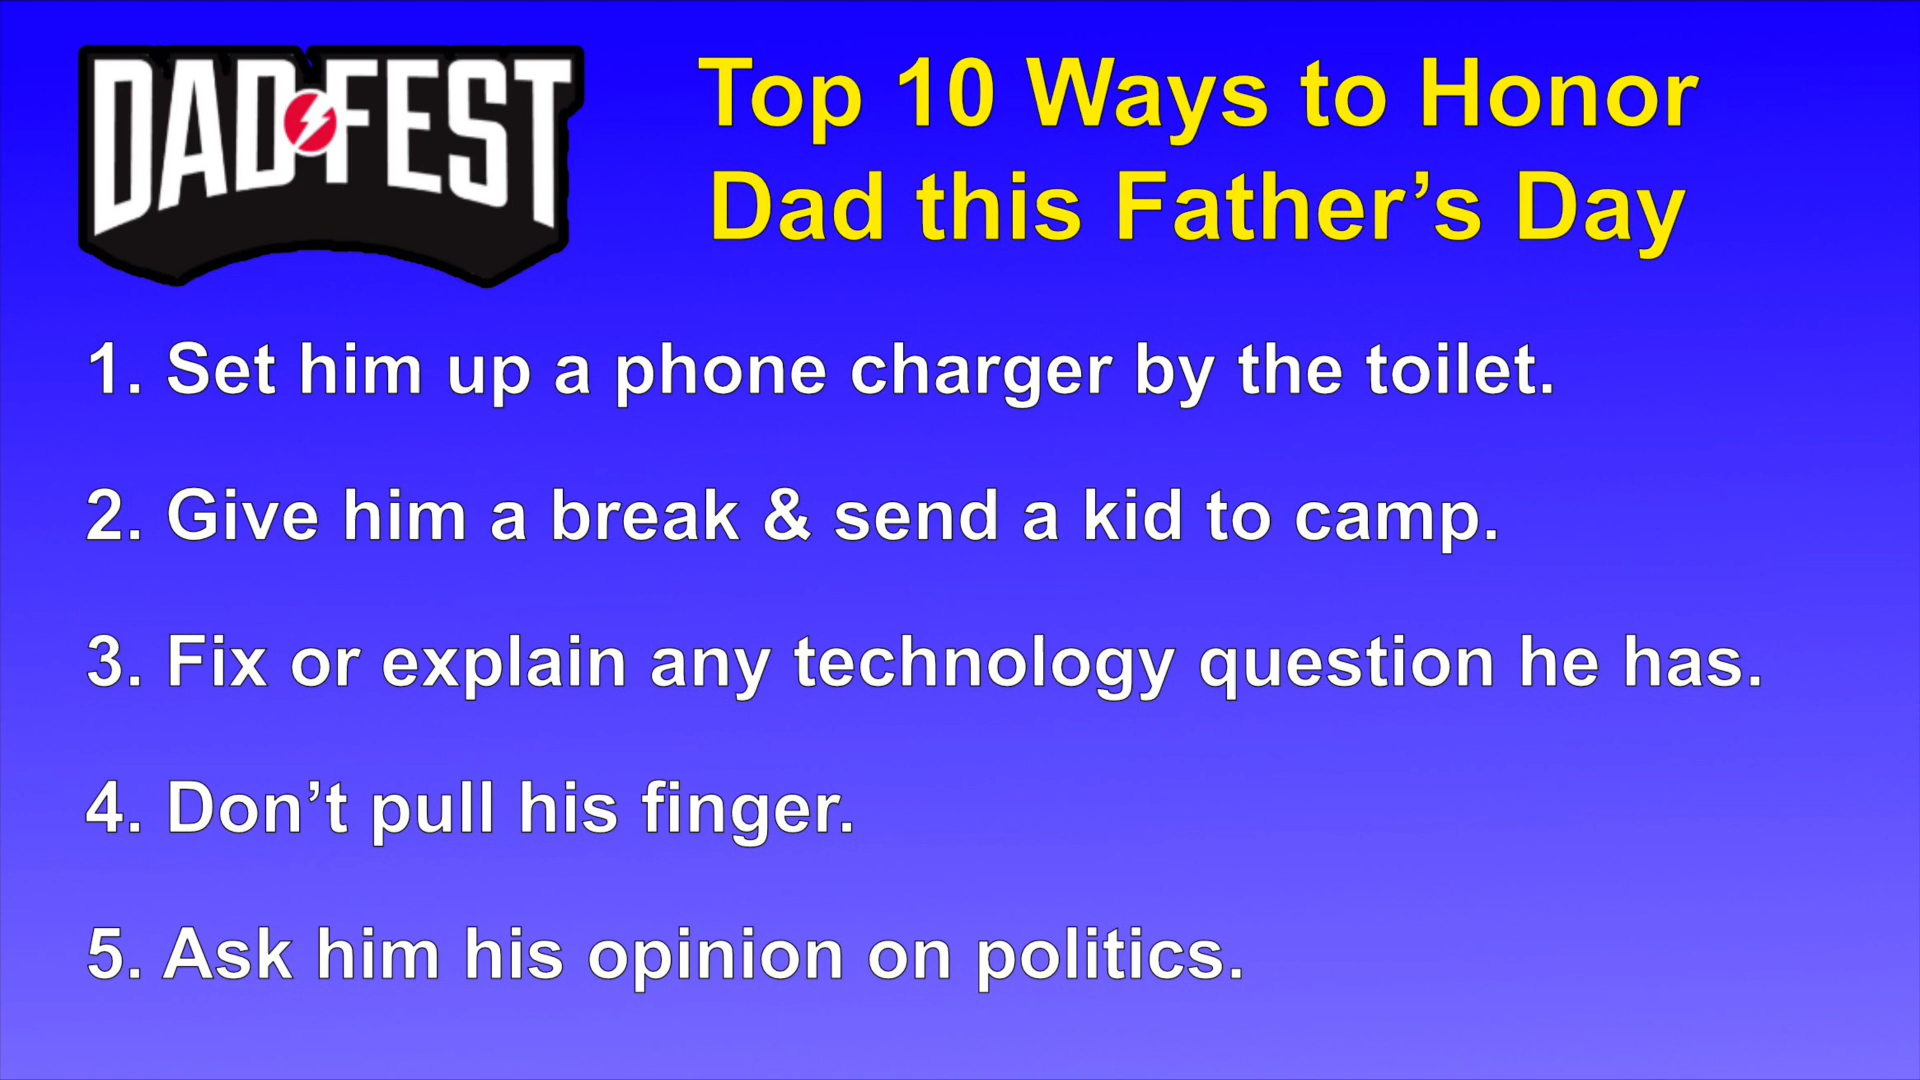 DAD FEST
Top 10 Ways to Honor
Dad this Father’s Day
1. Set him up a phone charger by the toilet.
2. Give him a break & send a kid to camp.
3. Fix or explain any technology question he has.
4. Don’t pull his finger.
5. Ask him his opinion on politics.